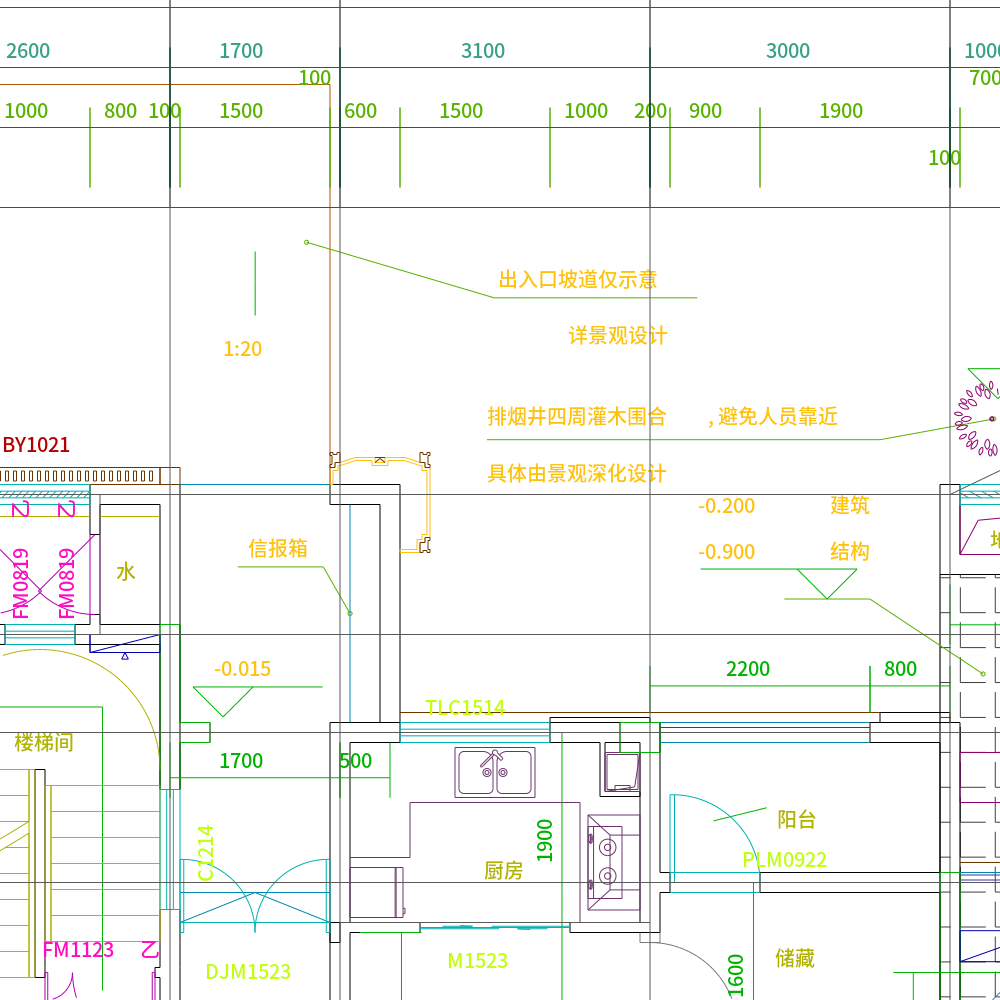 2600 1700 3100 3000 1000
100 700
1000 800 100 1500 600 1500 1000 200 900 1900
100
出入口坡道仅示意
详景观设计
1:20
排烟井四周灌木围合 ，避免人员靠近
BY1021
具体由景观深化设计
-0.200 建筑
乙 乙
-0.900 结构
信报箱
水
FM0819 FM0819
-0.015
2200 800
TLC1514
楼梯间
1700 500
阳台
1900
C1214
PLM0922
厨房
FM1123 乙
DJM1523
M1523
储藏
1600